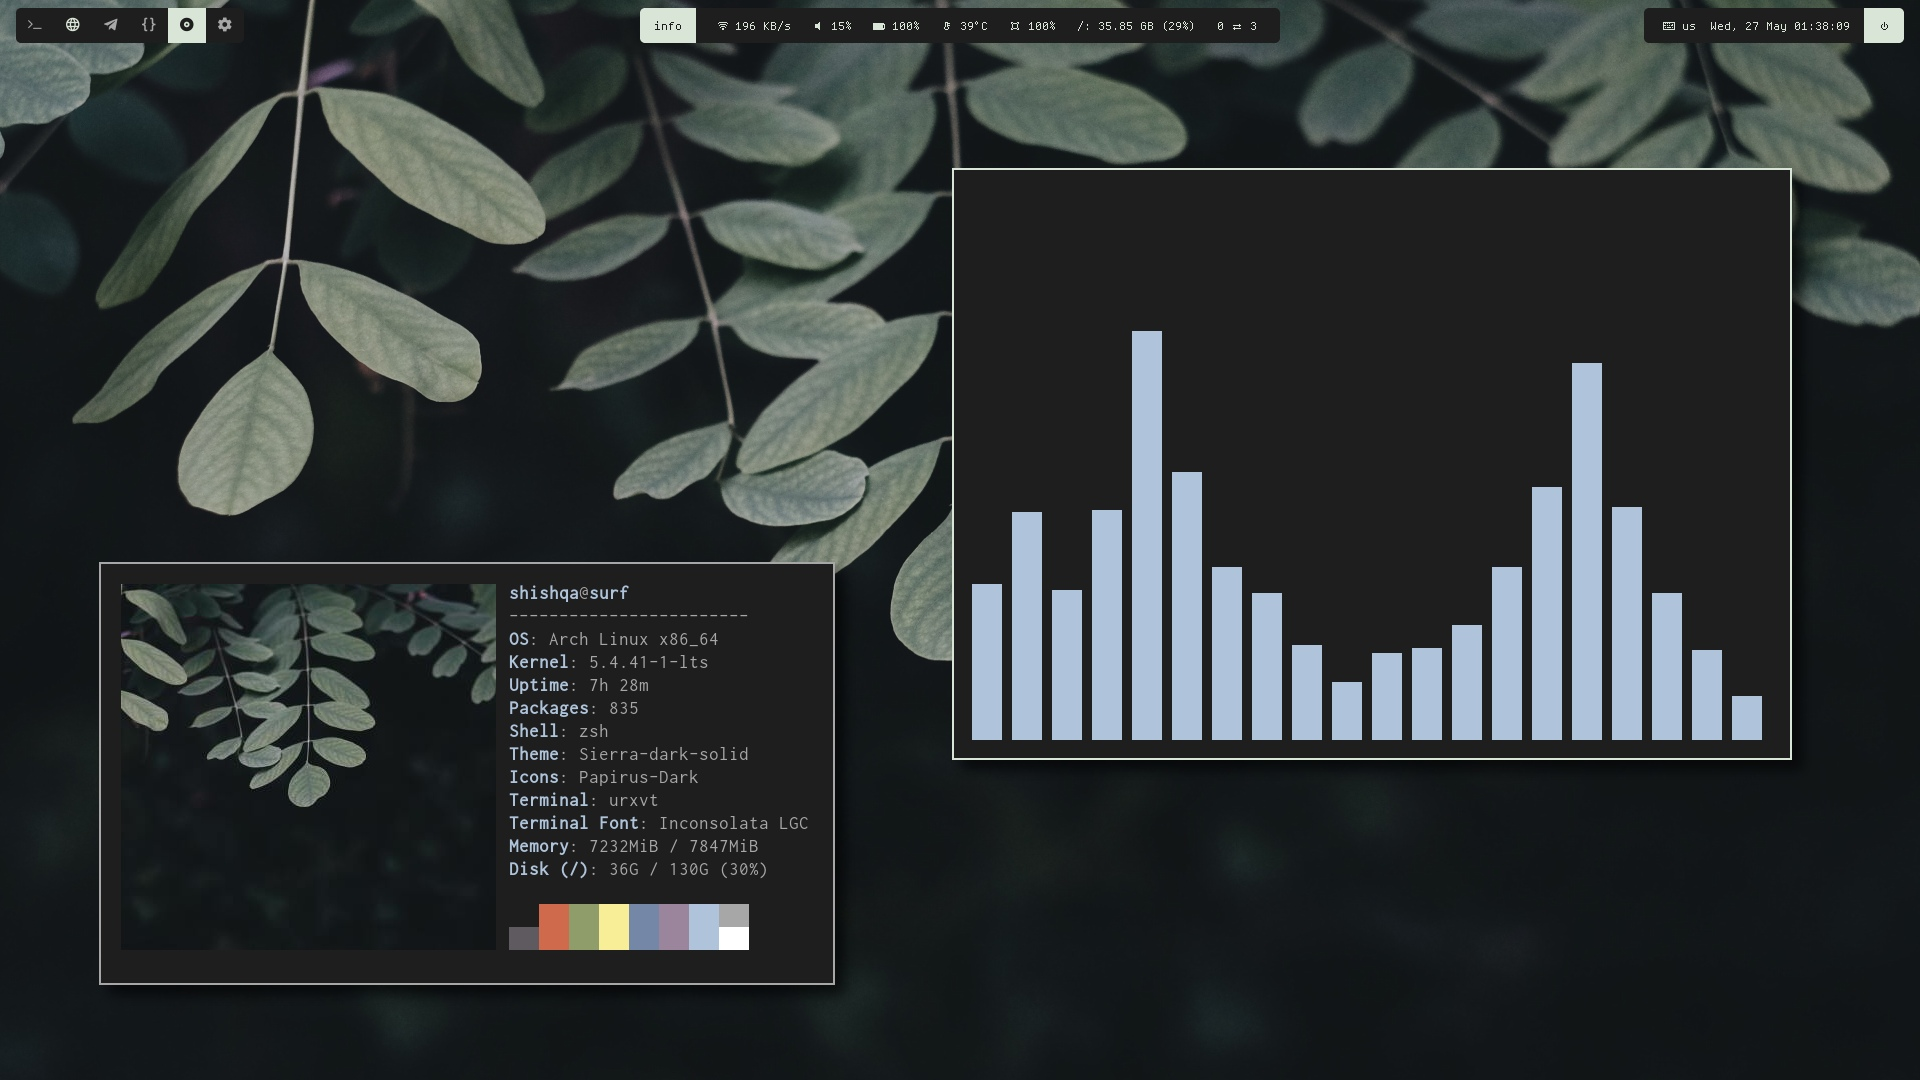 >_ {}
info 196 KB/s 15% 100% 39°C 100% /: 35.85 GB (29%) 0 ⇄ 3
us Wed, 27 May 01:38:09
shishqa@surf
------------------------
OS: Arch Linux x86_64
Kernel: 5.4.41-1-lts
Uptime: 7h 28m
Packages: 835
Shell: zsh
Theme: Sierra-dark-solid
Icons: Papirus-Dark
Terminal: urxvt
Terminal Font: Inconsolata LGC
Memory: 7232MiB / 7847MiB
Disk (/): 36G / 130G (30%)